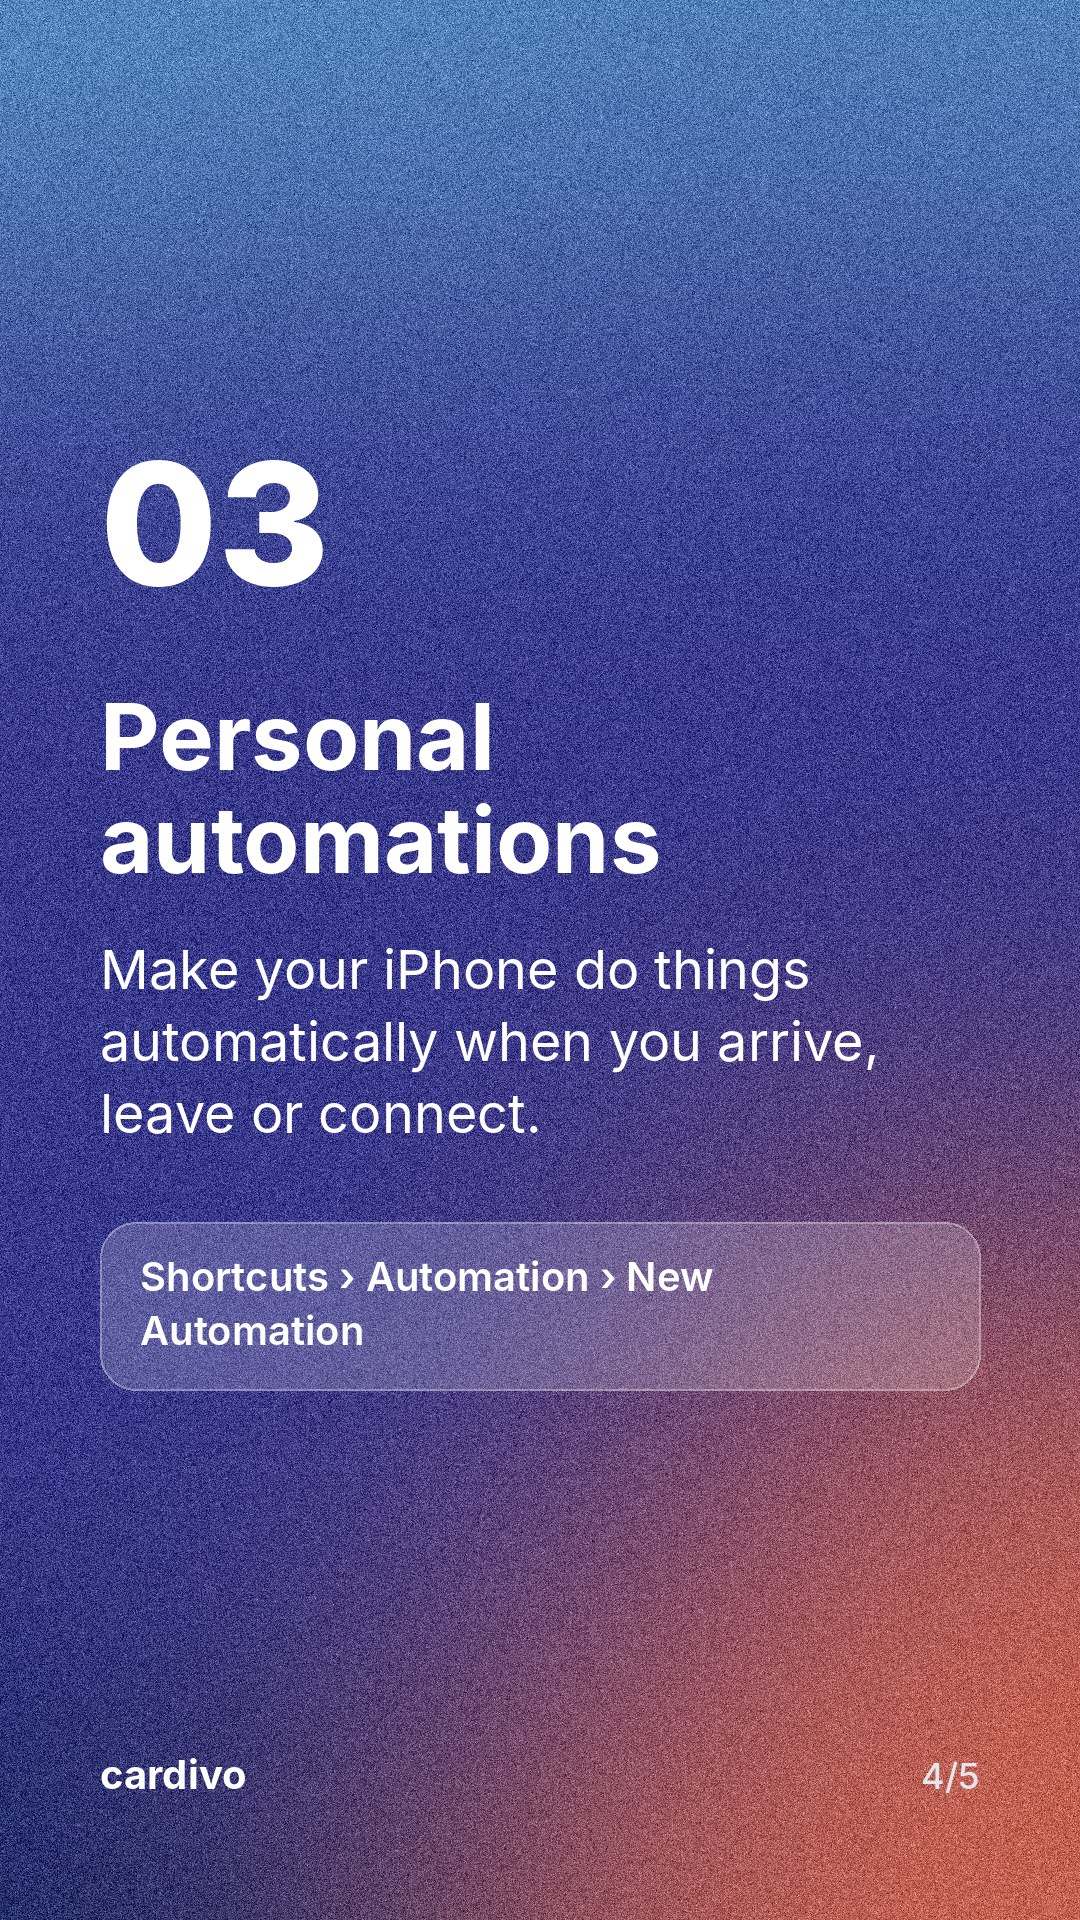 03
Personal
automations
Make your iPhone do things
automatically when you arrive,
leave or connect.
Shortcuts › Automation › New
Automation
cardivo
4/5